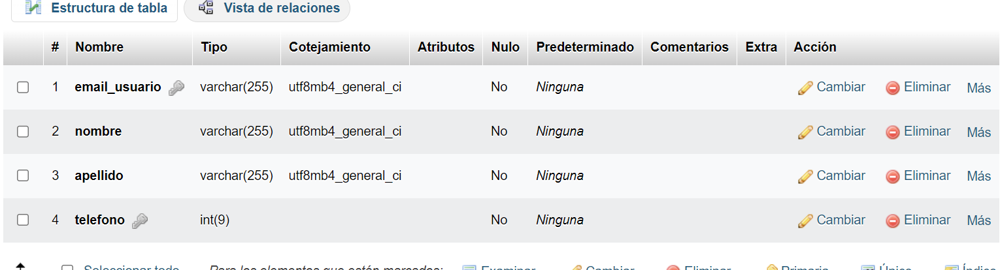 Estructura de tabla Vista de relaciones
# Nombre Tipo Cotejamiento Atributos Nulo Predeterminado Comentarios Extra Acción
1 email_usuario varchar(255) utf8mb4_general_ci No Ninguna Cambiar Eliminar Más
2 nombre varchar(255) utf8mb4_general_ci No Ninguna Cambiar Eliminar Más
3 apellido varchar(255) utf8mb4_general_ci No Ninguna Cambiar Eliminar Más
4 telefono int(9) No Ninguna Cambiar Eliminar Más
Seleccionar todo Para los elementos que están marcados: Examinar Cambiar Eliminar Primaria Único Índice